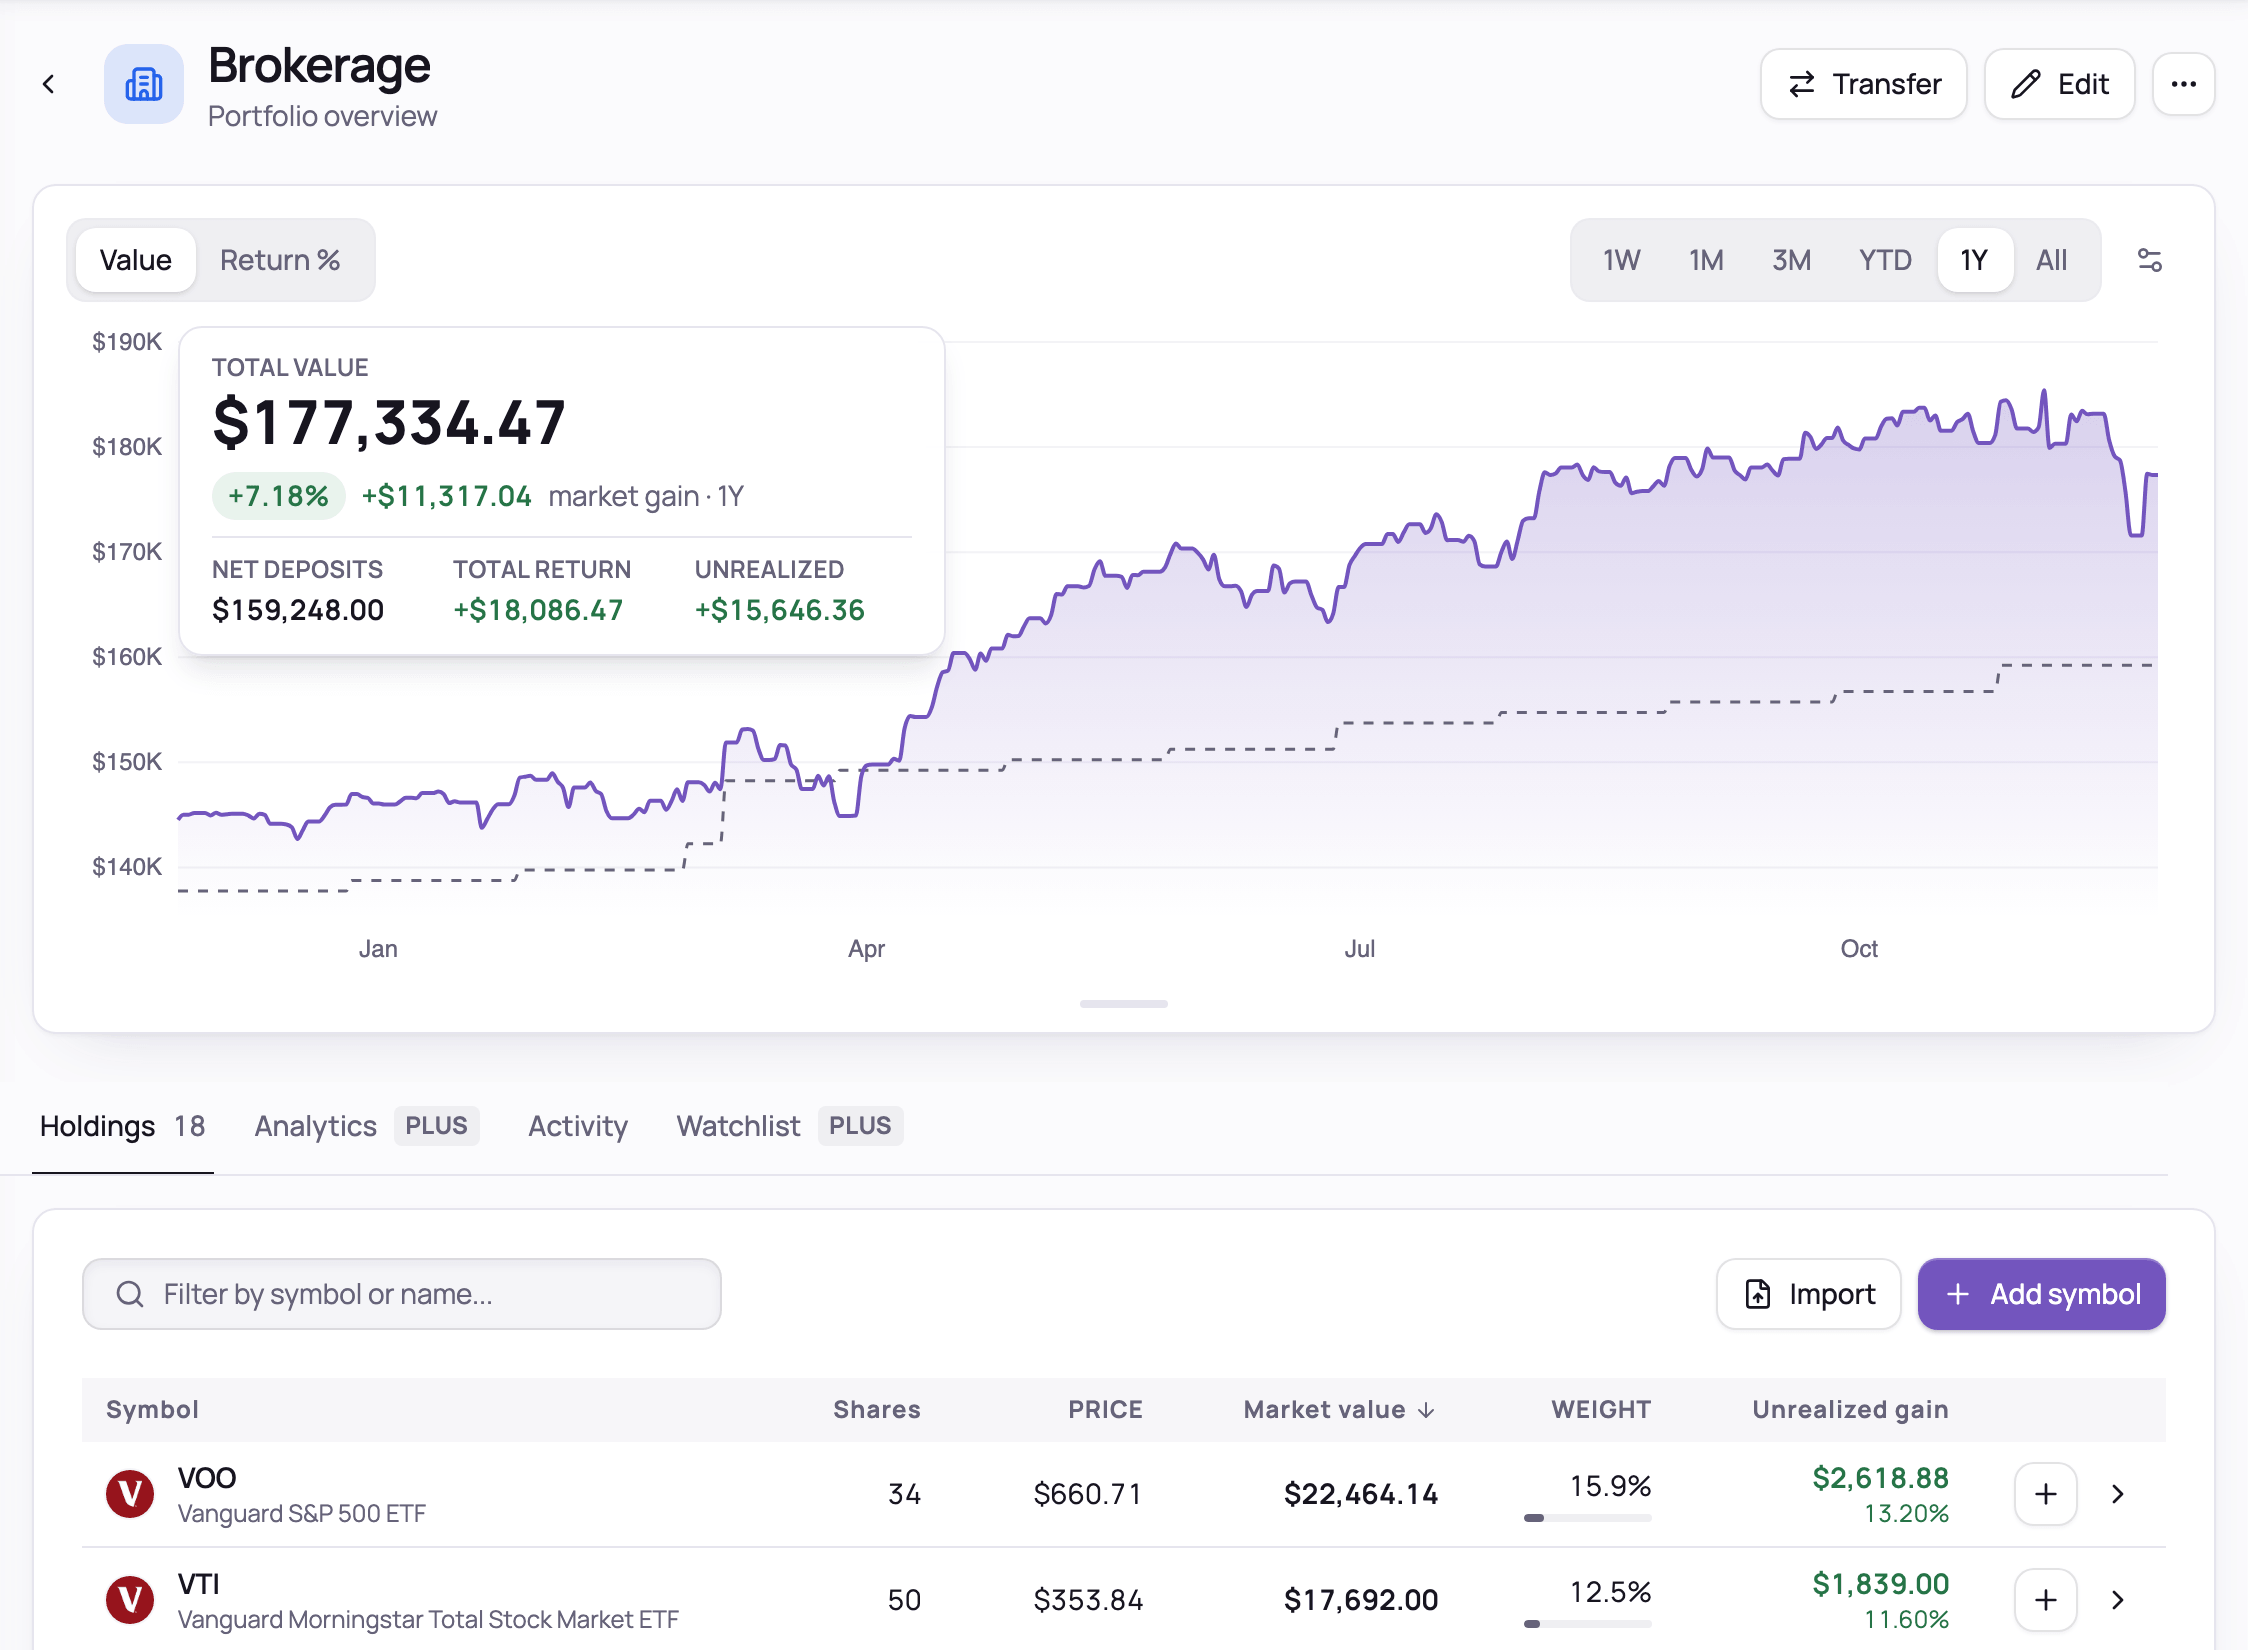 Brokerage
Portfolio overview
Transfer
Edit
Value
Return %
1W
1M
3M
YTD
1Y
All
$190K
$180K
$170K
$160K
$150K
$140K
TOTAL VALUE
$177,334.47
+7.18% +$11,317.04 market gain · 1Y
NET DEPOSITS TOTAL RETURN UNREALIZED
$159,248.00 +$18,086.47 +$15,646.36
Jan Apr Jul Oct
Holdings 18 Analytics PLUS Activity Watchlist PLUS
Filter by symbol or name...
Import
Add symbol
Symbol Shares PRICE Market value ↓ WEIGHT Unrealized gain
V
VOO
Vanguard S&P 500 ETF
34 $660.71 $22,464.14 15.9% $2,618.88
13.20%
V
VTI
Vanguard Morningstar Total Stock Market ETF
50 $353.84 $17,692.00 12.5% $1,839.00
11.60%